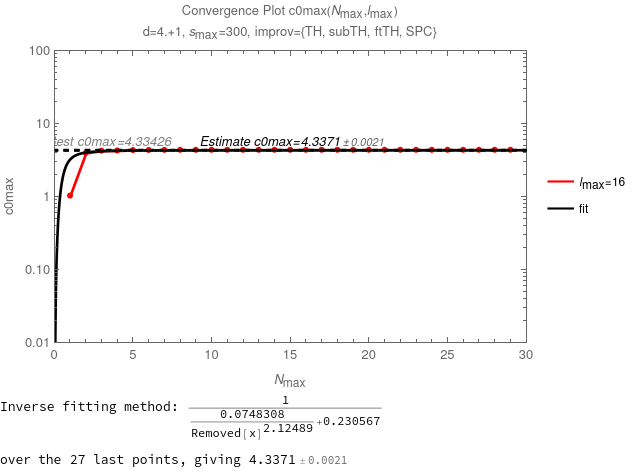 Convergence Plot c0max(Nmax,lmax)
d=4.+1, smax=300, improv={TH, subTH, ftTH, SPC}
100
10
1
0.10
0.01
c0max
est c0max=4.33426
Estimate c0max=4.3371±0.0021
lmax=16
fit
0 5 10 15 20 25 30
Nmax
Inverse fitting method:
1
0.0748308
Removed[x]2.12489
+0.230567
over the 27 last points, giving 4.3371±0.0021